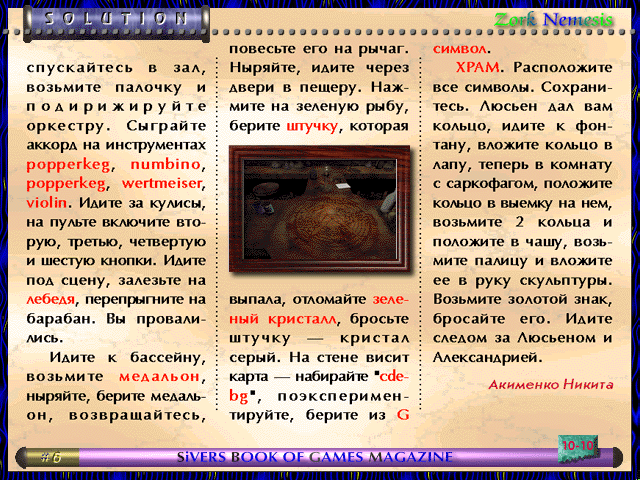 SOLUTION
Zork Nemesis
спускайтесь в зал,
возьмите палочку и
подирижируйте
оркестру. Сыграйте
аккорд на инструментах
popperkeg, numbino,
popperkeg, wertmeiser,
violin. Идите за кулисы,
на пульте включите вто-
рую, третью, четвертую
и шестую кнопки. Идите
под сцену, залезьте на
лебедя, перепрыгните на
барабан. Вы провали-
лись.
Идите к бассейну,
возьмите медальон,
ныряйте, берите медаль-
он, возвращайтесь,
повесьте его на рычаг.
Ныряйте, идите через
двери в пещеру. Наж-
мите на зеленую рыбу,
берите штучку, которая
выпала, отломайте зеле-
ный кристалл, бросьте
штучку — кристал
серый. На стене висит
карта — набирайте "cde-
bg", поэксперимен-
тируйте, берите из G
символ.
ХРАМ. Расположите
все символы. Сохрани-
тесь. Люсьен дал вам
кольцо, идите к фон-
тану, вложите кольцо в
лапу, теперь в комнату
с саркофагом, положите
кольцо в выемку на нем,
возьмите 2 кольца и
положите в чашу, возь-
мите палицу и вложите
ее в руку скульптуры.
Возьмите золотой знак,
бросайте его. Идите
следом за Люсьеном и
Александрией.
Акименко Никита
#6
SiVERS BOOK OF GAMES MAGAZINE
10-10